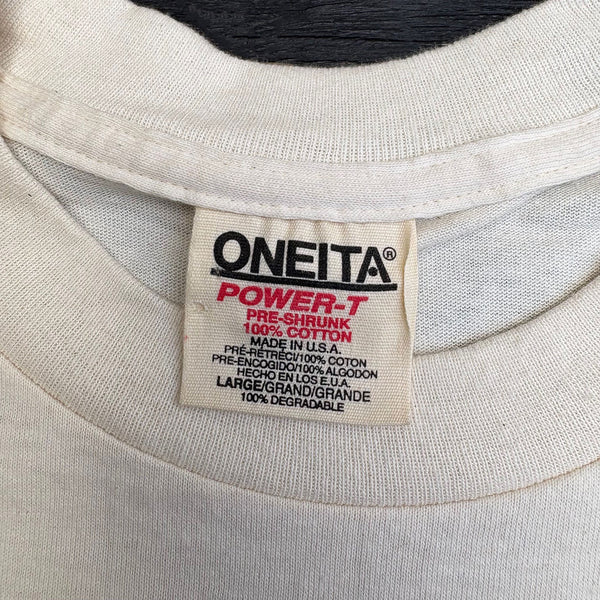 ONEITA®
POWER-T
PRE-SHRUNK
100% COTTON
MADE IN U.S.A.
PRÉ-RÉTRÉCI/100% COTON
PRE-ENCOGIDO/100% ALGODON
HECHO EN LOS E.U.A.
LARGE/GRAND/GRANDE
100% DEGRADABLE